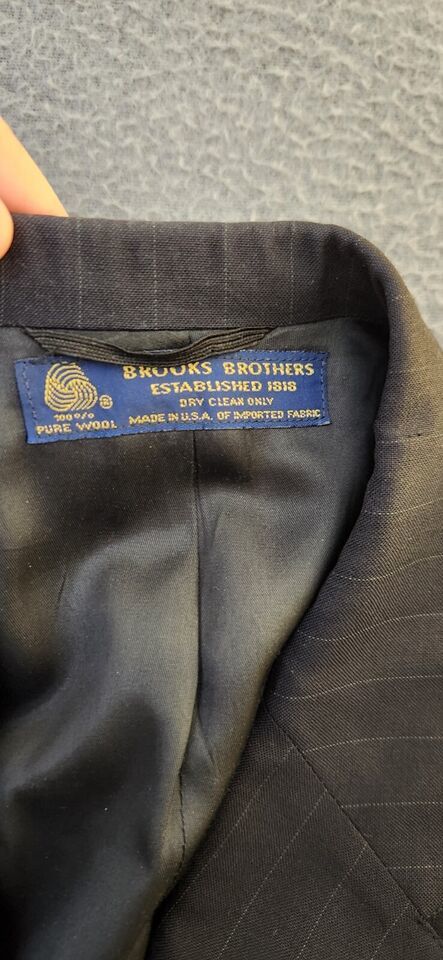 BROOKS BROTHERS
ESTABLISHED 1818
DRY CLEAN ONLY
MADE IN U.S.A. OF IMPORTED FABRIC
100%
PURE WOOL